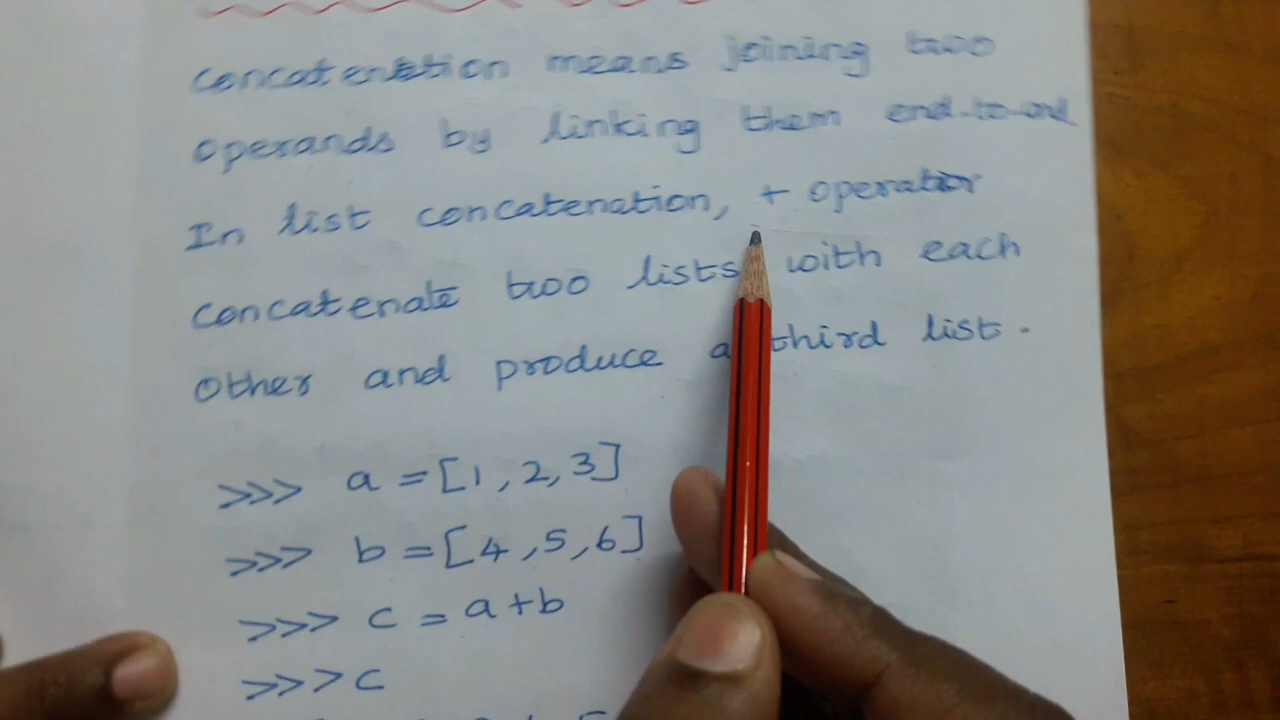 concatenation means joining two
operands by linking them end-to-end
In list concatenation, + operator
concatenate two lists with each
other and produce a third list.
>>> a = [1, 2, 3]
>>> b = [4, 5, 6]
>>> c = a+b
>>> c